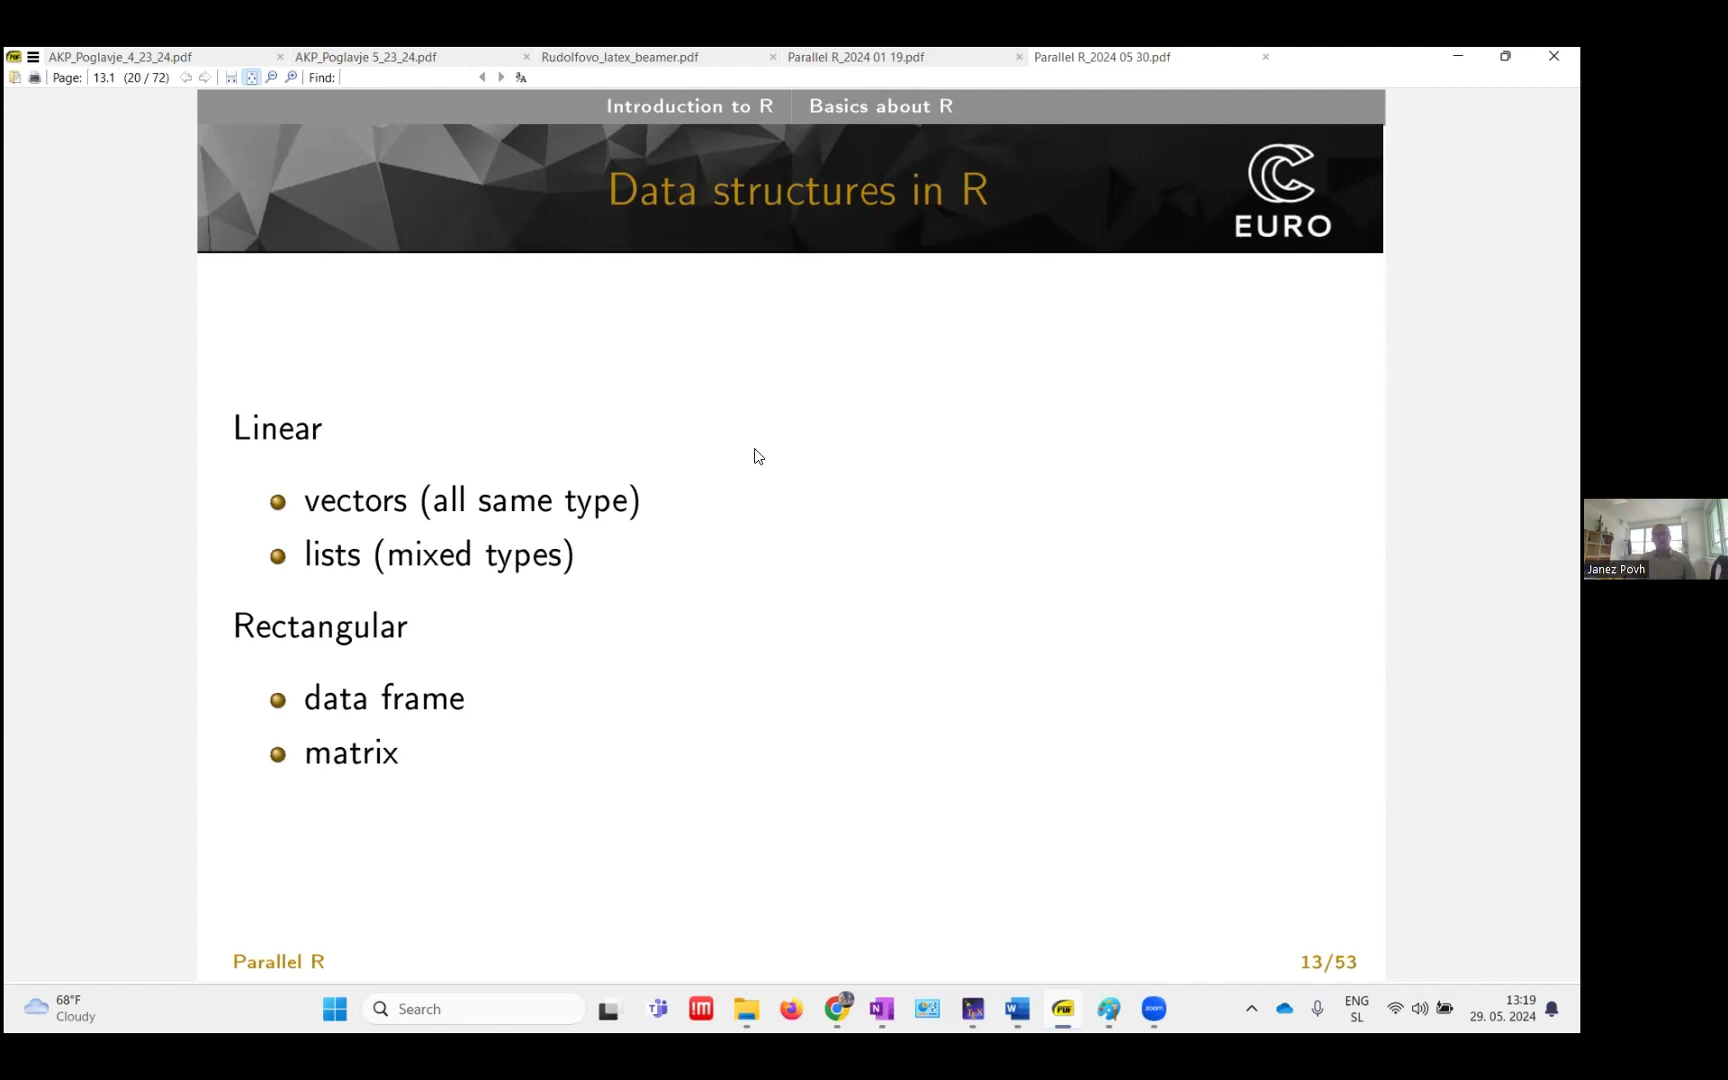 AKP_Poglavje_4_23_24.pdf
AKP_Poglavje 5_23_24.pdf
Rudolfovo_latex_beamer.pdf
Parallel R_2024 01 19.pdf
Parallel R_2024 05 30.pdf
Page: 13.1 (20 / 72) Find:
Introduction to R Basics about R
Data structures in R
EURO
Linear
vectors (all same type)
lists (mixed types)
Rectangular
data frame
matrix
Janez Povh
Parallel R 13/53
68°F
Cloudy
Search
ENG
SL
13:19
29. 05. 2024